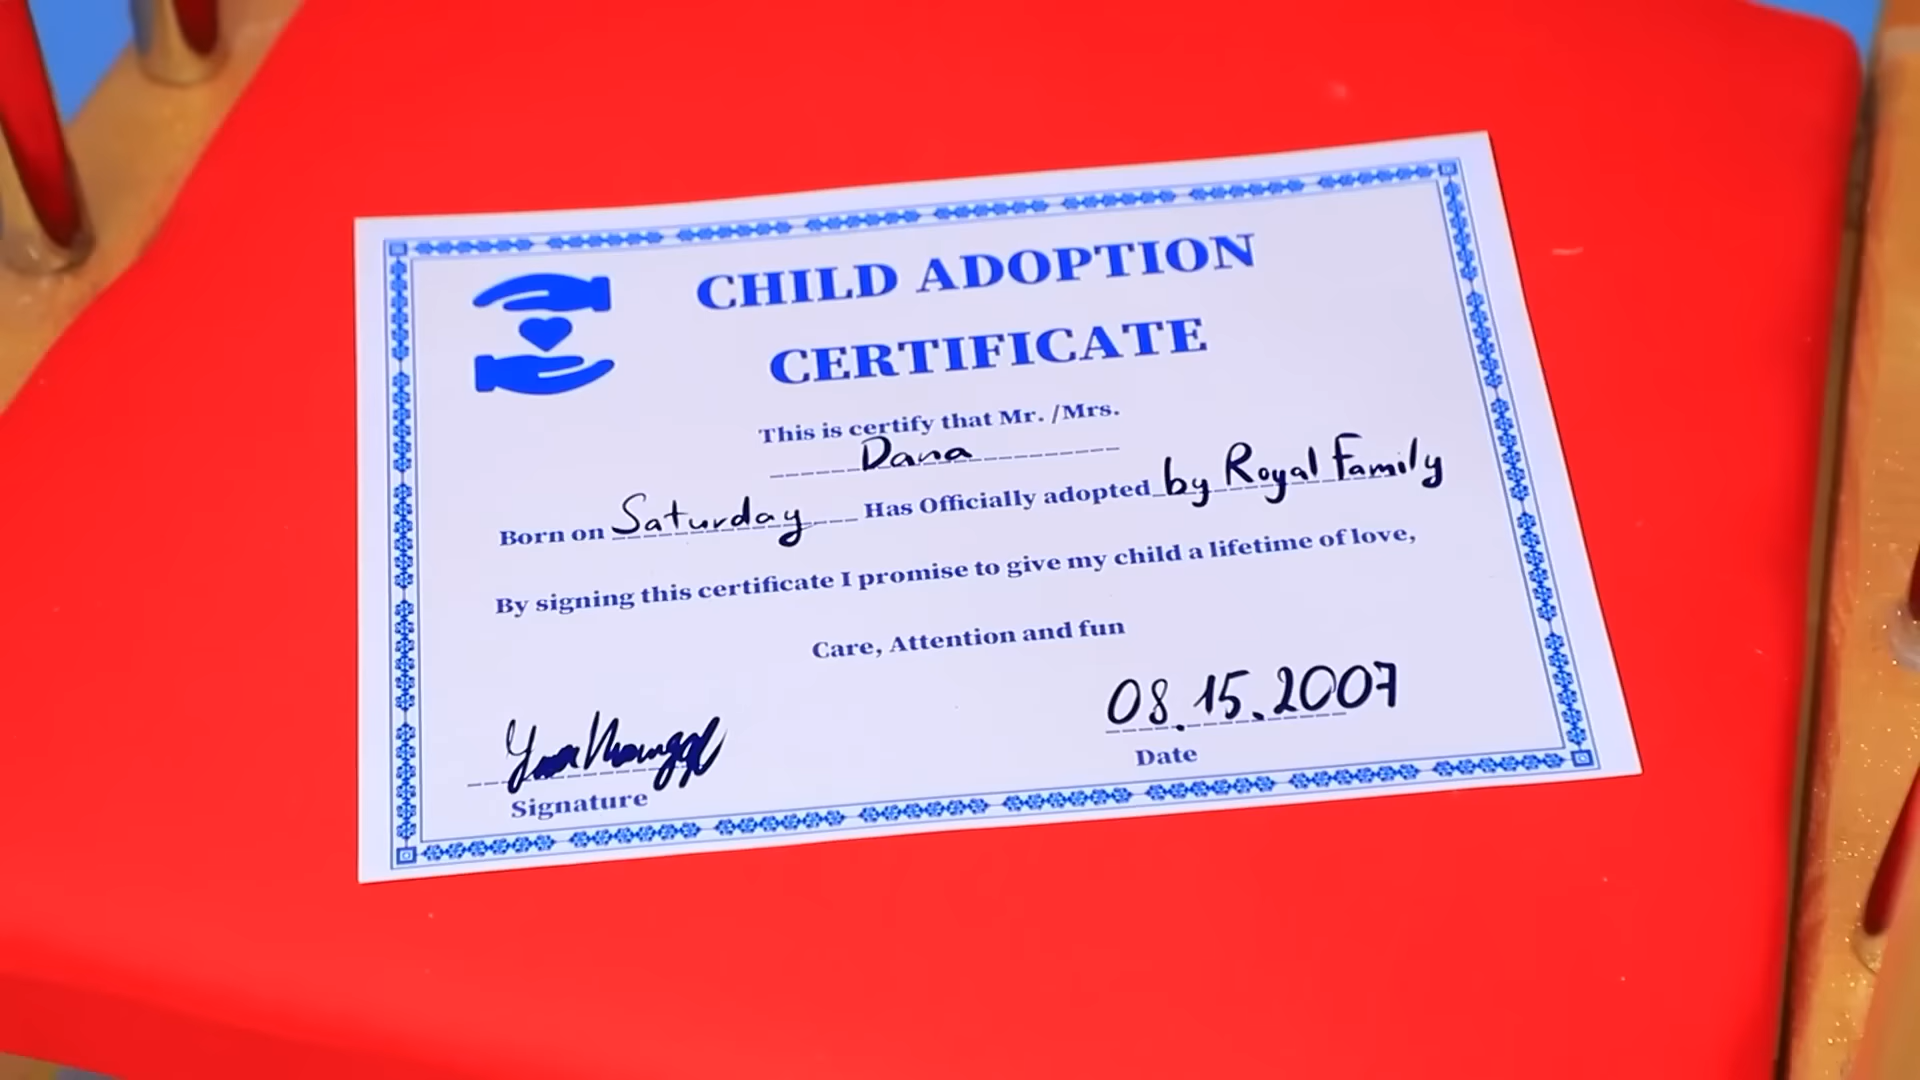 CHILD ADOPTION
CERTIFICATE
This is certify that Mr. /Mrs.
Dana
Born on Saturday Has Officially adopted by Royal Family
By signing this certificate I promise to give my child a lifetime of love,
Care, Attention and fun
08.15.2007
Date
Signature